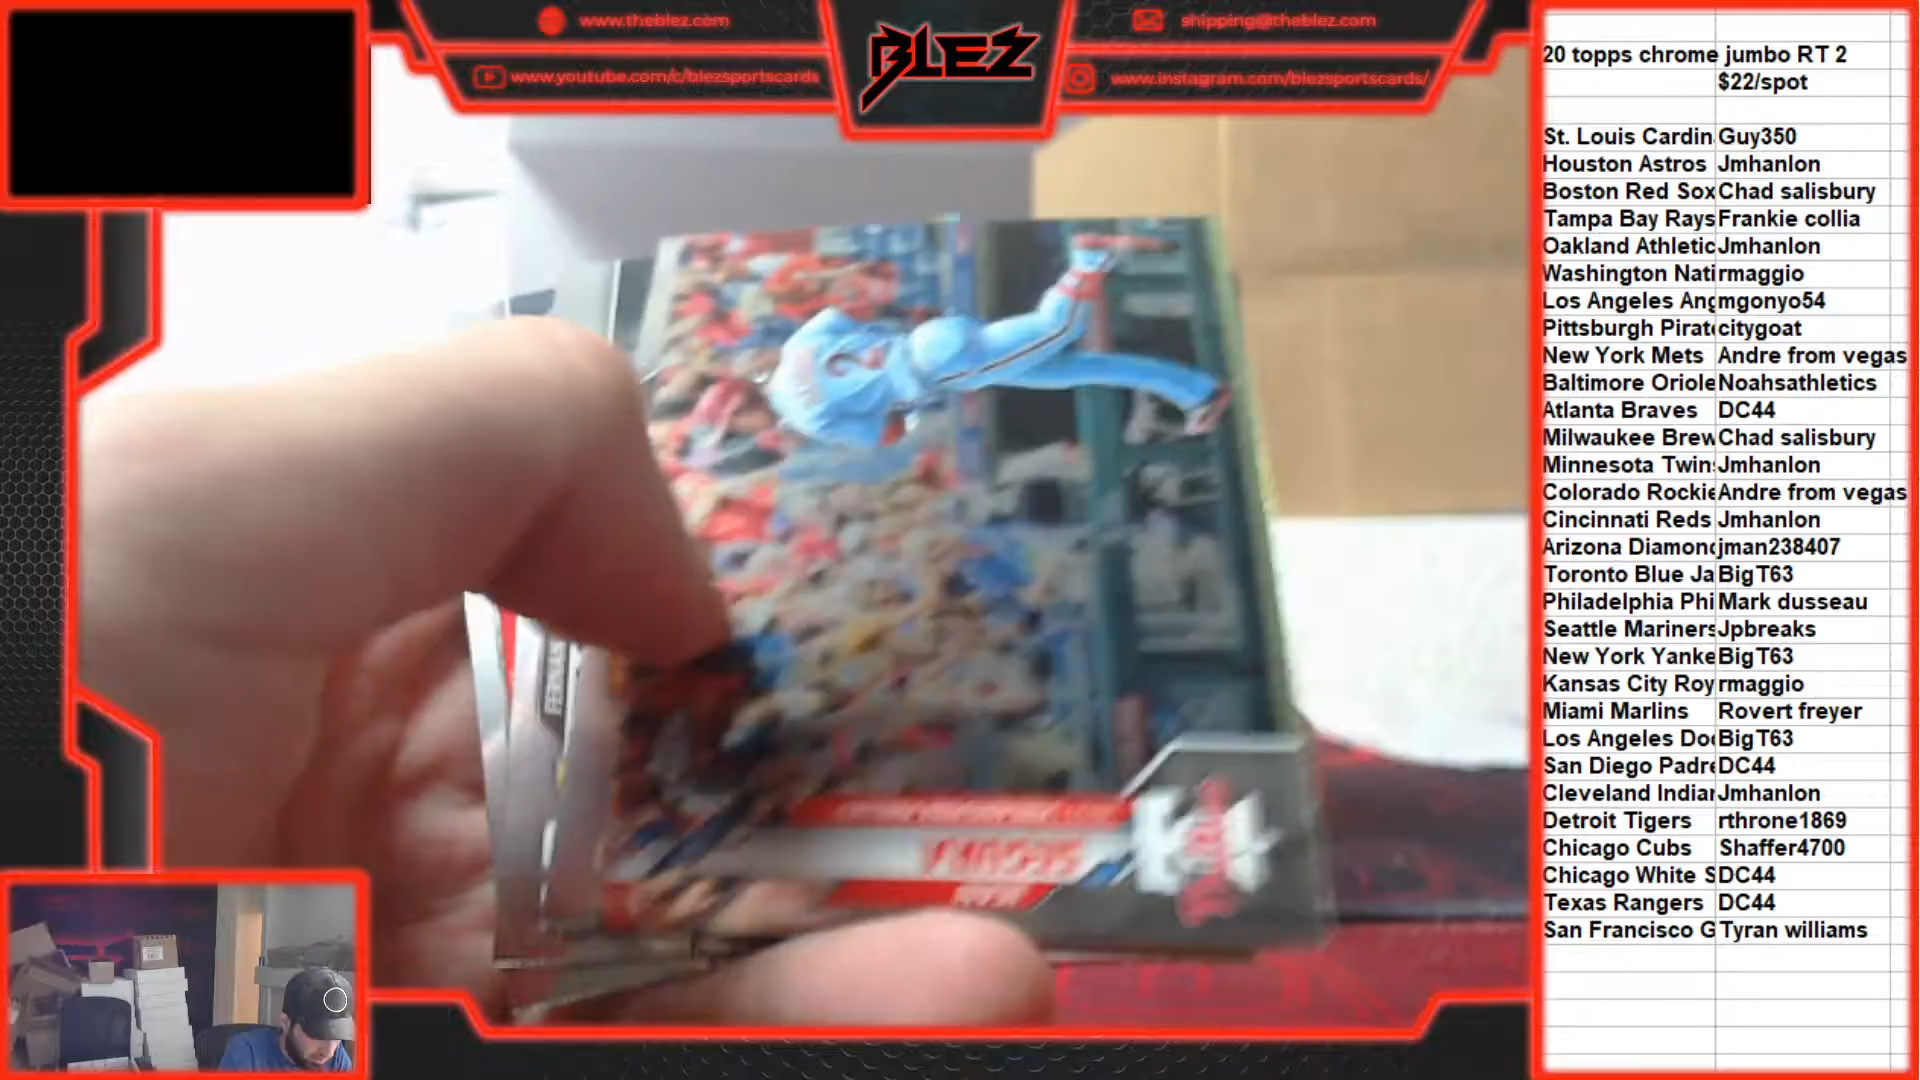 www.theblez.com
shipping@theblez.com
BLEZ
www.youtube.com/c/blezsportscards
www.instagram.com/blezsportscards/
20 topps chrome jumbo RT 2
$22/spot
St. Louis Cardin Guy350
Houston Astros Jmhanlon
Boston Red Sox Chad salisbury
Tampa Bay Rays Frankie collia
Oakland Athletic Jmhanlon
Washington Nati rmaggio
Los Angeles Ang mgonyo54
Pittsburgh Pirat citygoat
New York Mets Andre from vegas
Baltimore Oriole Noahsathletics
Atlanta Braves DC44
Milwaukee Brew Chad salisbury
Minnesota Twin Jmhanlon
Colorado Rockie Andre from vegas
Cincinnati Reds Jmhanlon
Arizona Diamond jman238407
Toronto Blue Ja BigT63
Philadelphia Phi Mark dusseau
Seattle Mariners Jpbreaks
New York Yanke BigT63
Kansas City Roy rmaggio
Miami Marlins Rovert freyer
Los Angeles Do BigT63
San Diego Padre DC44
Cleveland Indian Jmhanlon
Detroit Tigers rthrone1869
Chicago Cubs Shaffer4700
Chicago White S DC44
Texas Rangers DC44
San Francisco G Tyran williams